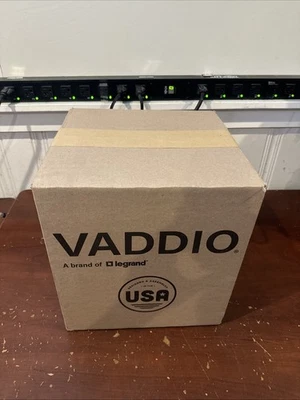 VADDIO
A brand of legrand
USA